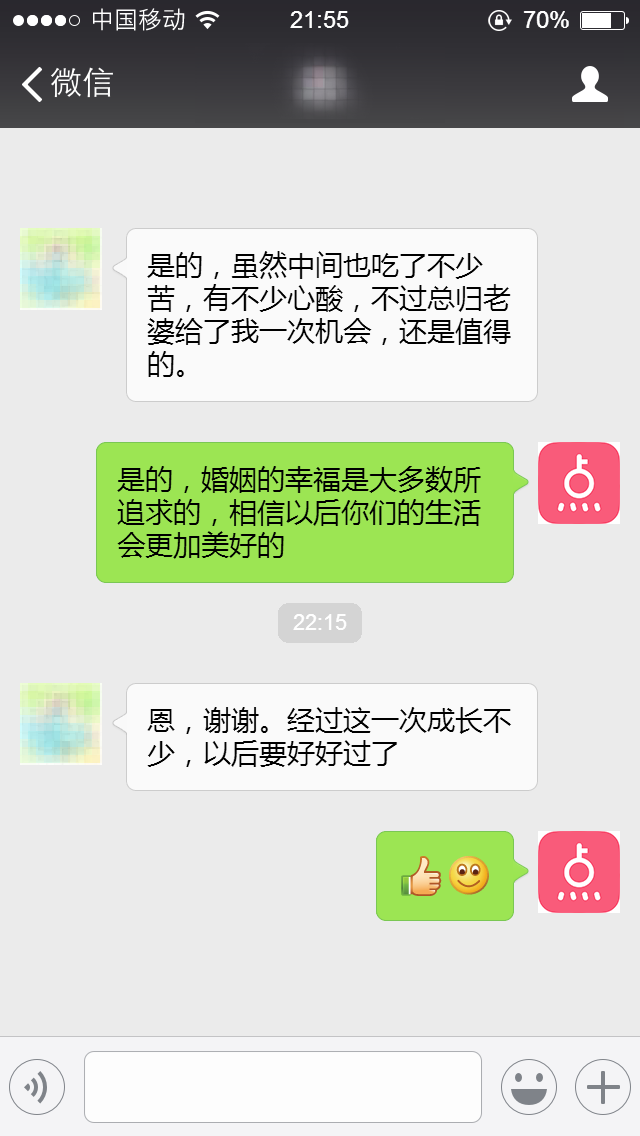 中国移动
21:55
70%
微信
是的，虽然中间也吃了不少
苦，有不少心酸，不过总归老
婆给了我一次机会，还是值得
的。
是的，婚姻的幸福是大多数所
追求的，相信以后你们的生活
会更加美好的
22:15
恩，谢谢。经过这一次成长不
少，以后要好好过了